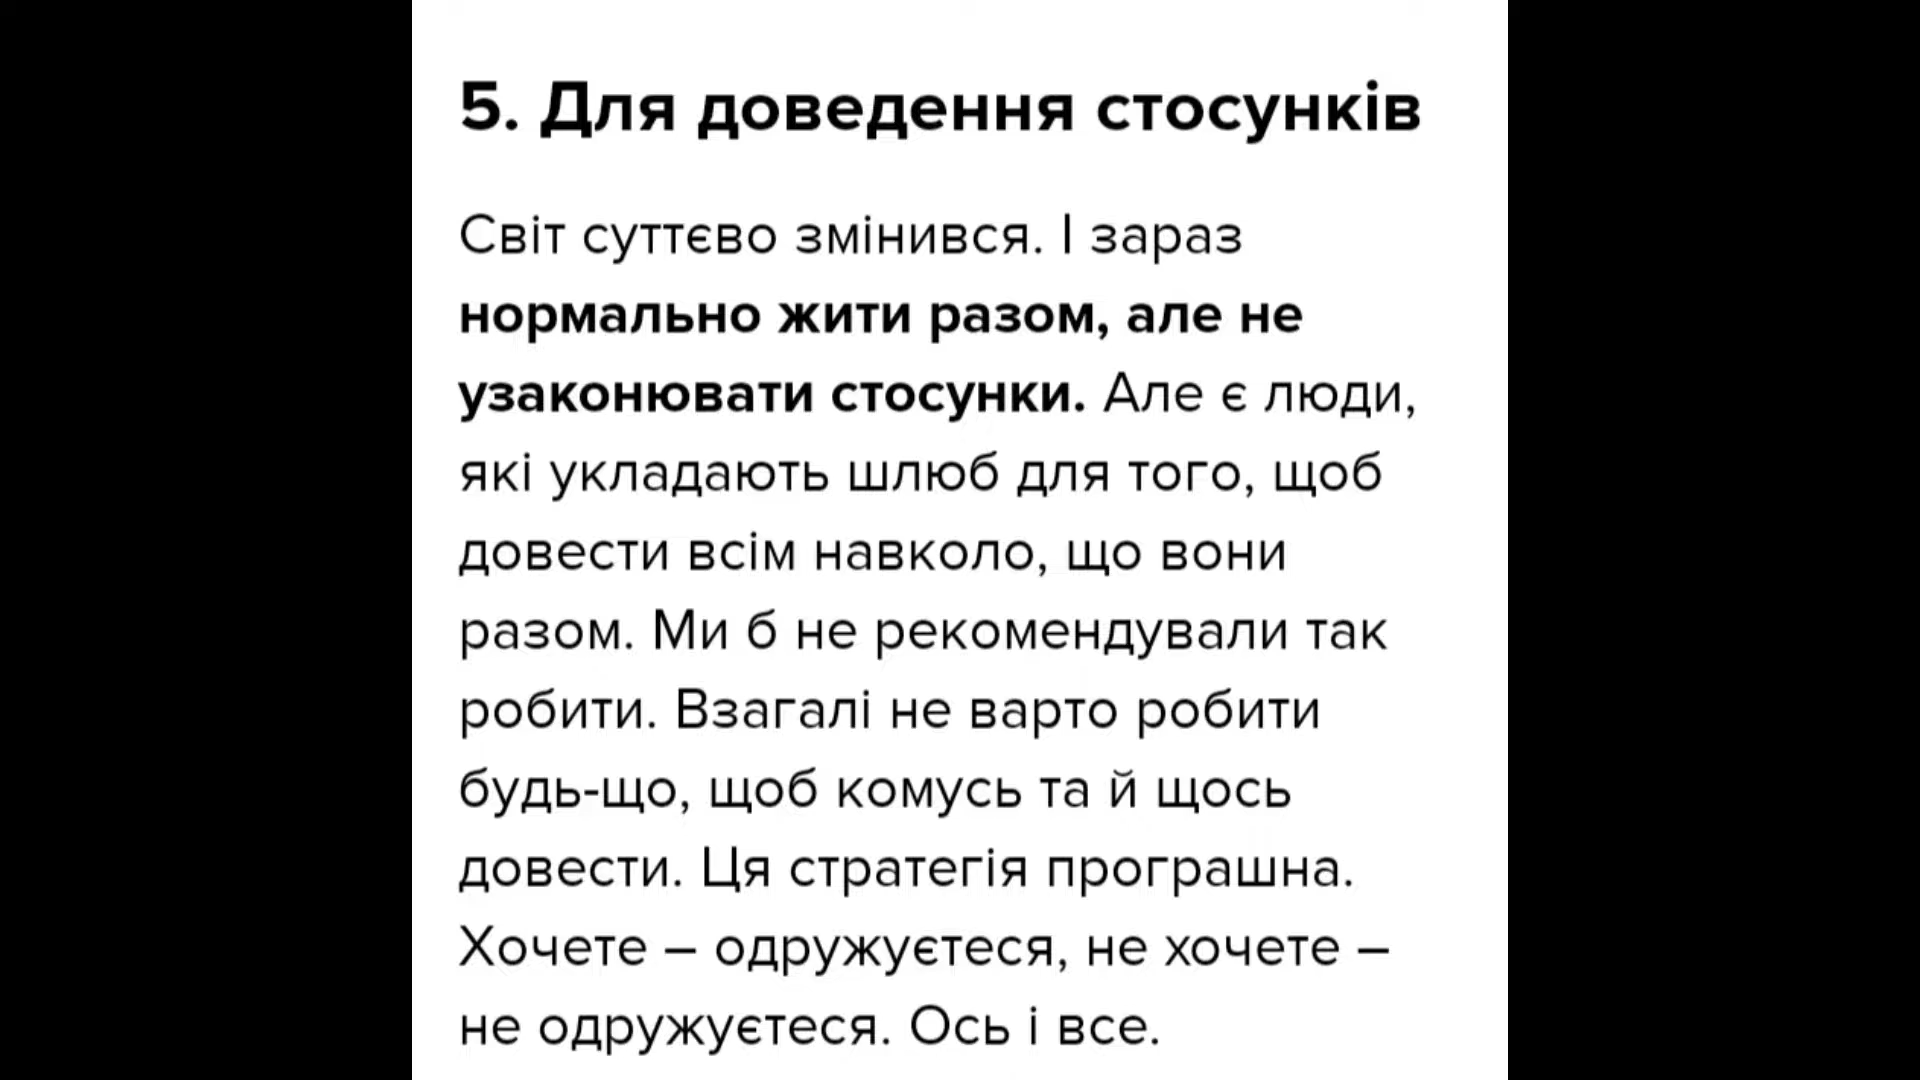 5. Для доведення стосунків
Світ суттєво змінився. І зараз
нормально жити разом, але не
узаконювати стосунки. Але є люди,
які укладають шлюб для того, щоб
довести всім навколо, що вони
разом. Ми б не рекомендували так
робити. Взагалі не варто робити
будь-що, щоб комусь та й щось
довести. Ця стратегія програшна.
Хочете – одружуєтеся, не хочете –
не одружуєтеся. Ось і все.